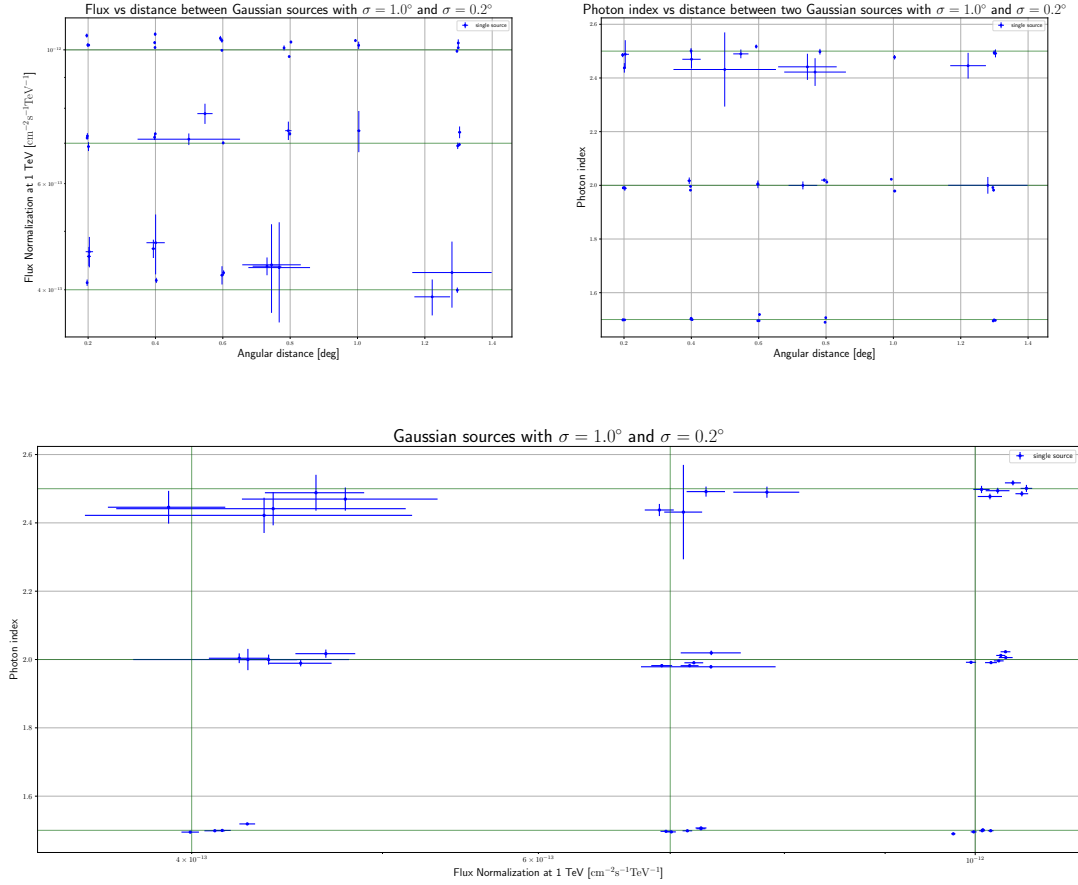 Flux vs distance between Gaussian sources with σ = 1.0° and σ = 0.2°
single source
10⁻¹²
6 × 10⁻¹³
4 × 10⁻¹³
Flux Normalization at 1 TeV [cm⁻²s⁻¹TeV⁻¹]
0.2 0.4 0.6 0.8 1.0 1.2 1.4
Angular distance [deg]
Photon index vs distance between two Gaussian sources with σ = 1.0° and σ = 0.2°
single source
2.6
2.4
2.2
2.0
1.8
1.6
Photon index
0.2 0.4 0.6 0.8 1.0 1.2 1.4
Angular distance [deg]
Gaussian sources with σ = 1.0° and σ = 0.2°
single source
2.6
2.4
2.2
2.0
1.8
1.6
Photon index
4 × 10⁻¹³ 6 × 10⁻¹³ 10⁻¹²
Flux Normalization at 1 TeV [cm⁻²s⁻¹TeV⁻¹]